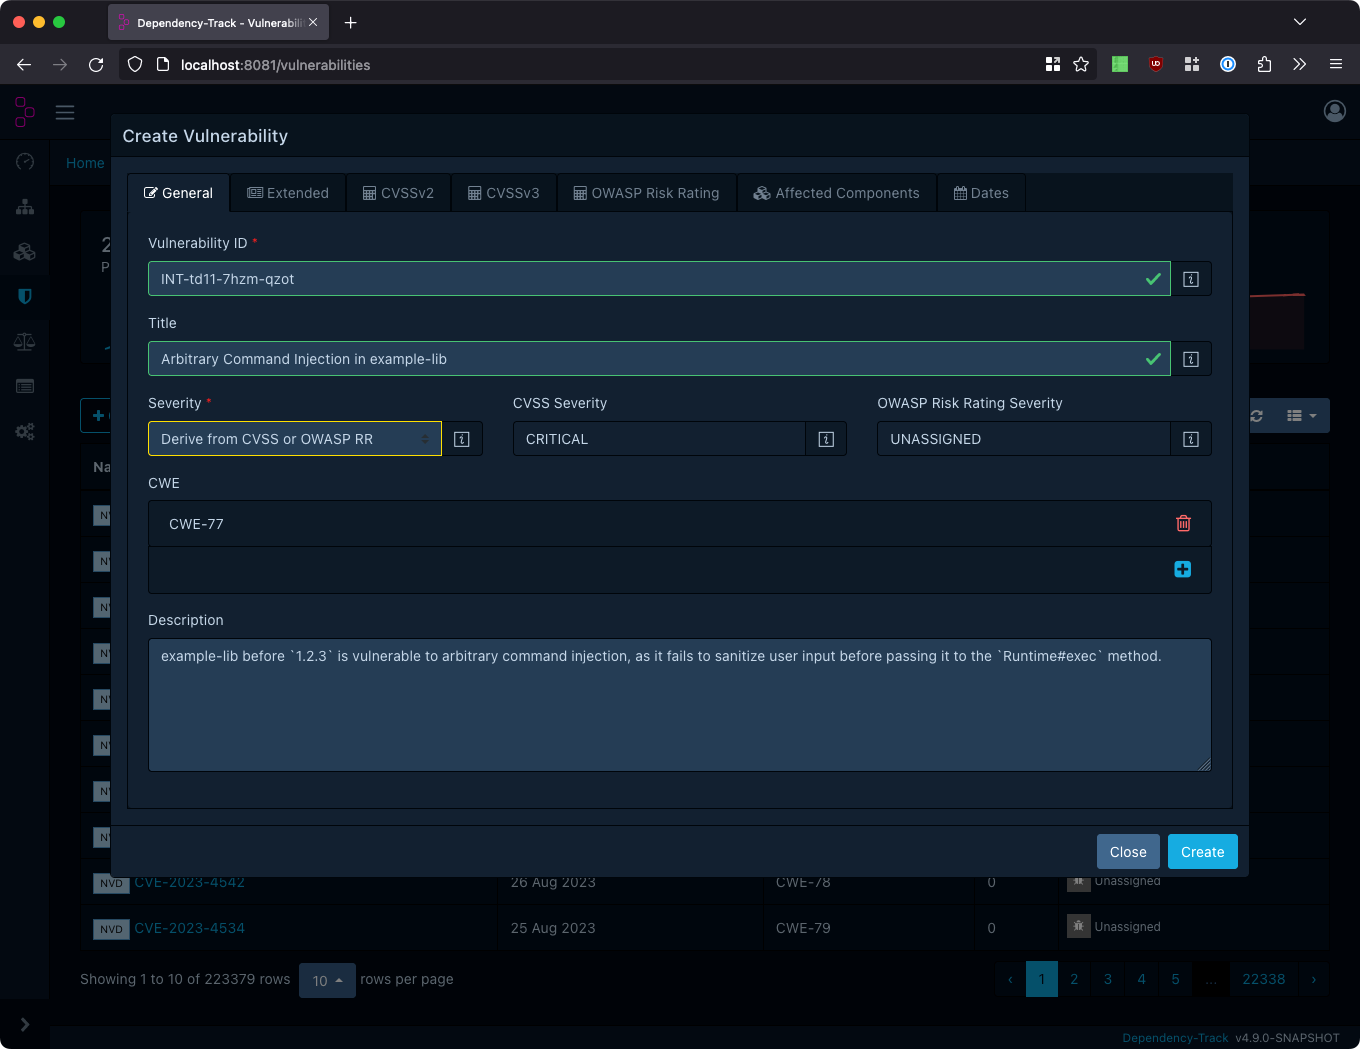 Dependency-Track - Vulnerabili
localhost:8081/vulnerabilities
Create Vulnerability
Home
General Extended CVSSv2 CVSSv3 OWASP Risk Rating Affected Components Dates
Vulnerability ID *
INT-td11-7hzm-qzot
Title
Arbitrary Command Injection in example-lib
Severity * CVSS Severity OWASP Risk Rating Severity
Derive from CVSS or OWASP RR CRITICAL UNASSIGNED
CWE
CWE-77
Description
example-lib before `1.2.3` is vulnerable to arbitrary command injection, as it fails to sanitize user input before passing it to the `Runtime#exec` method.
Close Create
NVD CVE-2023-4542 26 Aug 2023 CWE-78 0 Unassigned
NVD CVE-2023-4534 25 Aug 2023 CWE-79 0 Unassigned
Showing 1 to 10 of 223379 rows 10 rows per page ‹ 1 2 3 4 5 ... 22338 ›
Dependency-Track v4.9.0-SNAPSHOT